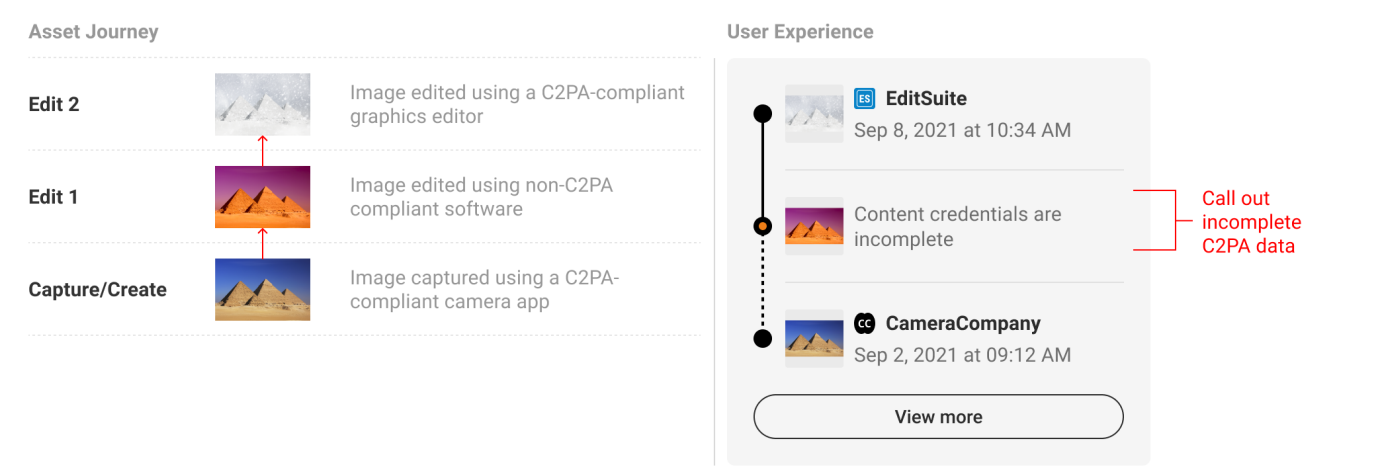 Asset Journey
Edit 2
Image edited using a C2PA-compliant
graphics editor
Edit 1
Image edited using non-C2PA
compliant software
Capture/Create
Image captured using a C2PA-
compliant camera app
User Experience
ES EditSuite
Sep 8, 2021 at 10:34 AM
Content credentials are
incomplete
CC CameraCompany
Sep 2, 2021 at 09:12 AM
View more
Call out
incomplete
C2PA data